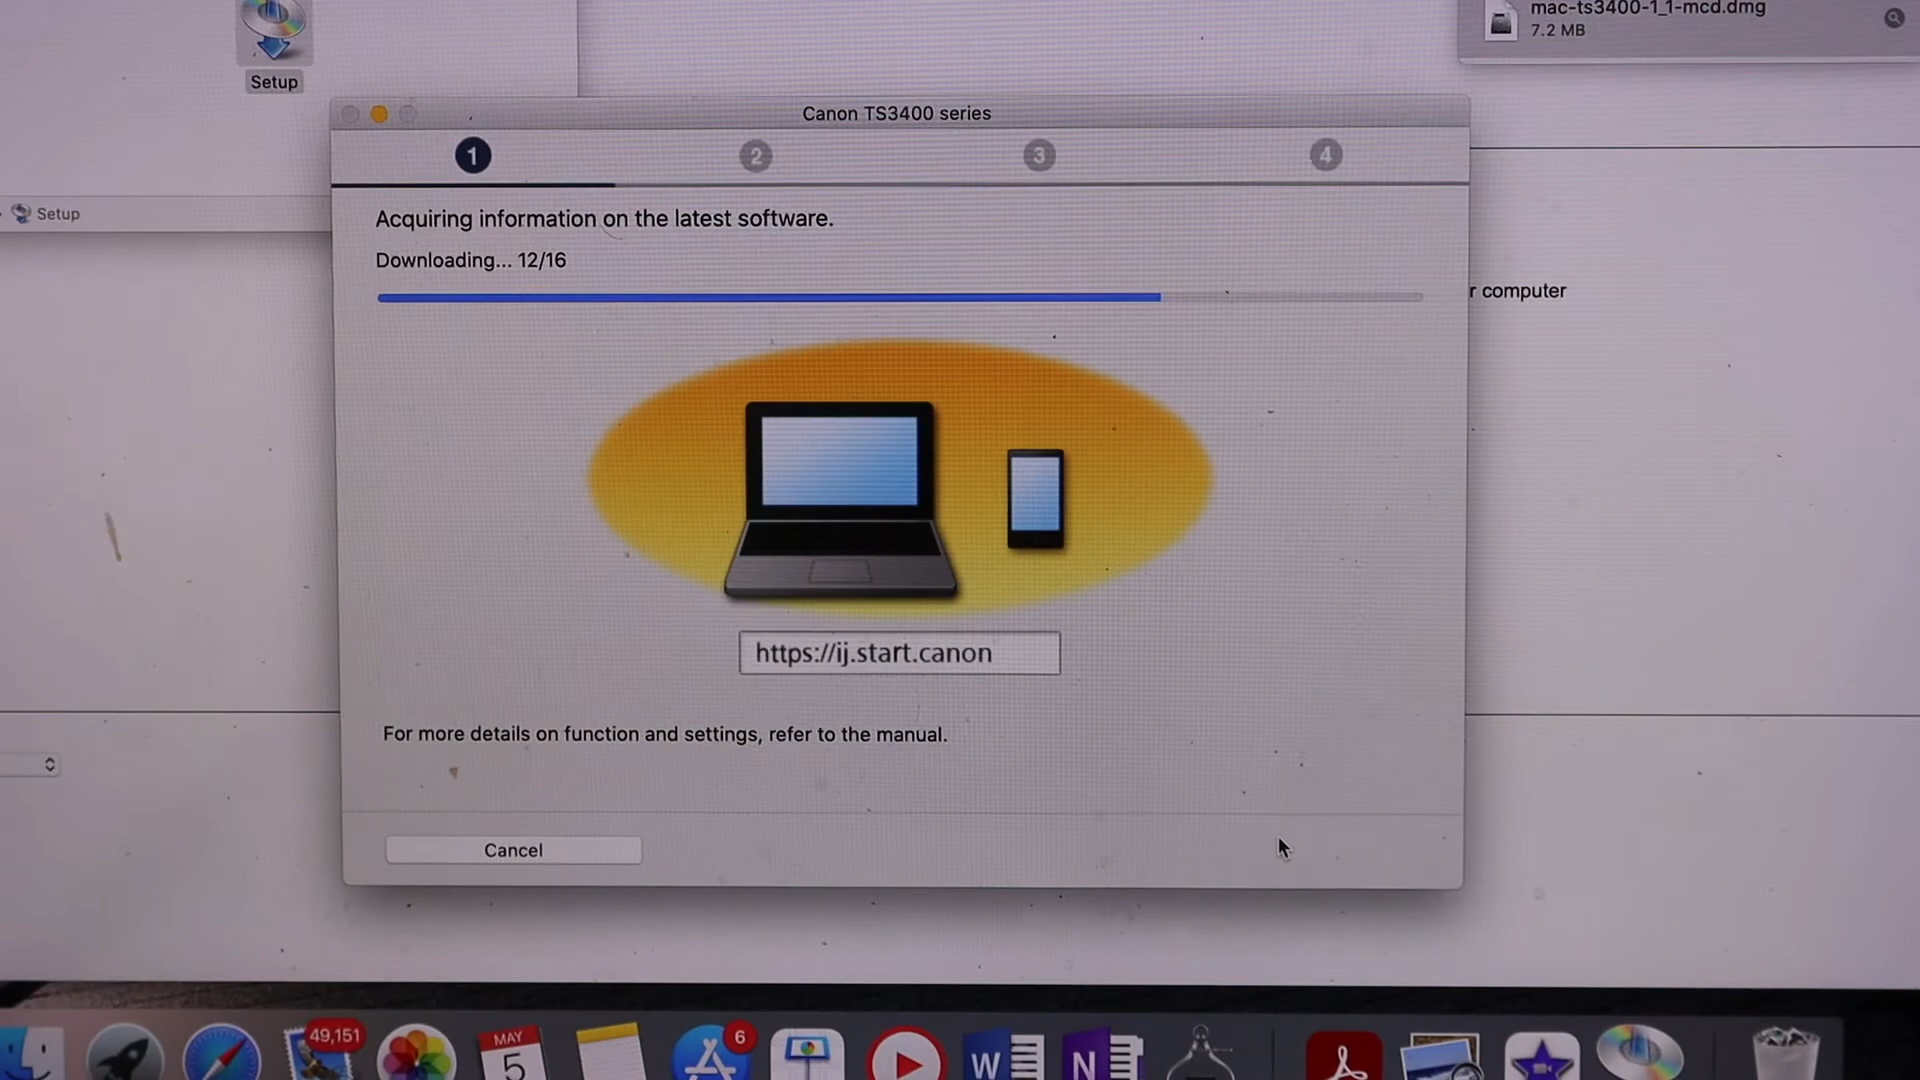 mac-ts3400-1_1-mcd.dmg
7.2 MB
Setup
Canon TS3400 series
1
2
3
4
Setup
Acquiring information on the latest software.
Downloading... 12/16
r computer
https://ij.start.canon
For more details on function and settings, refer to the manual.
Cancel
49,151
MAY
5
6
W
N